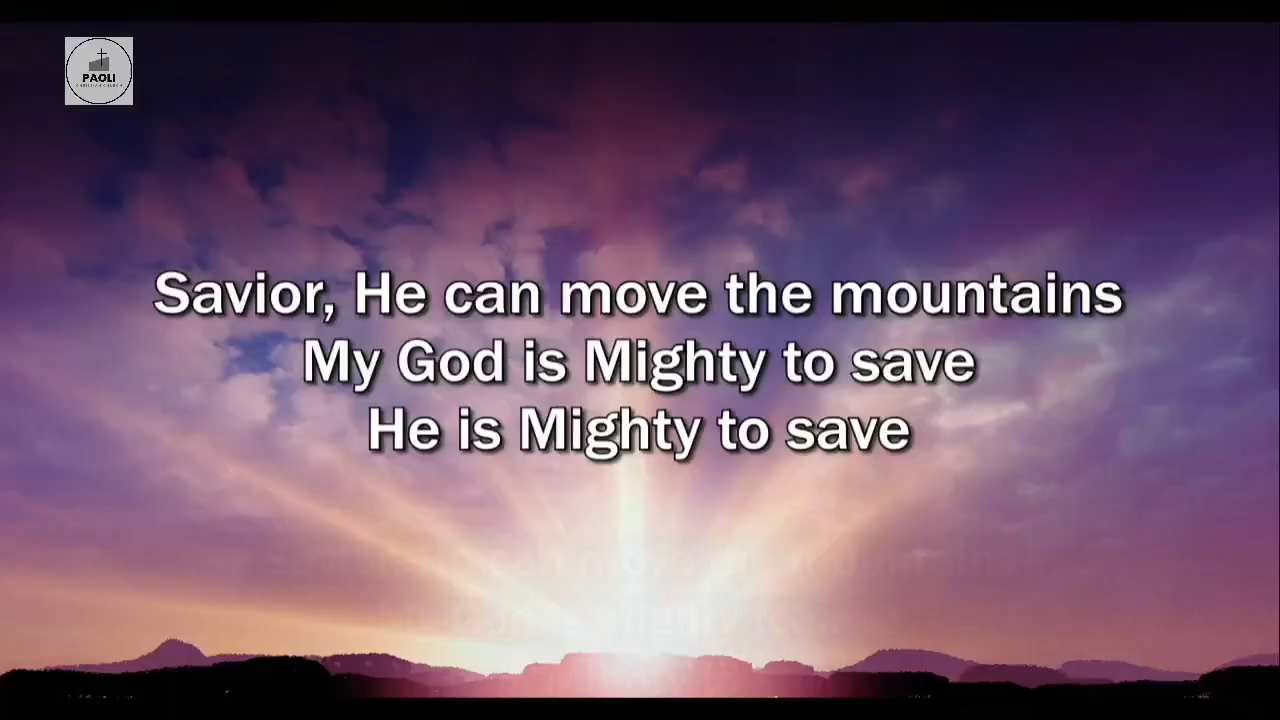 PAOLI
Savior, He can move the mountains
My God is Mighty to save
He is Mighty to save